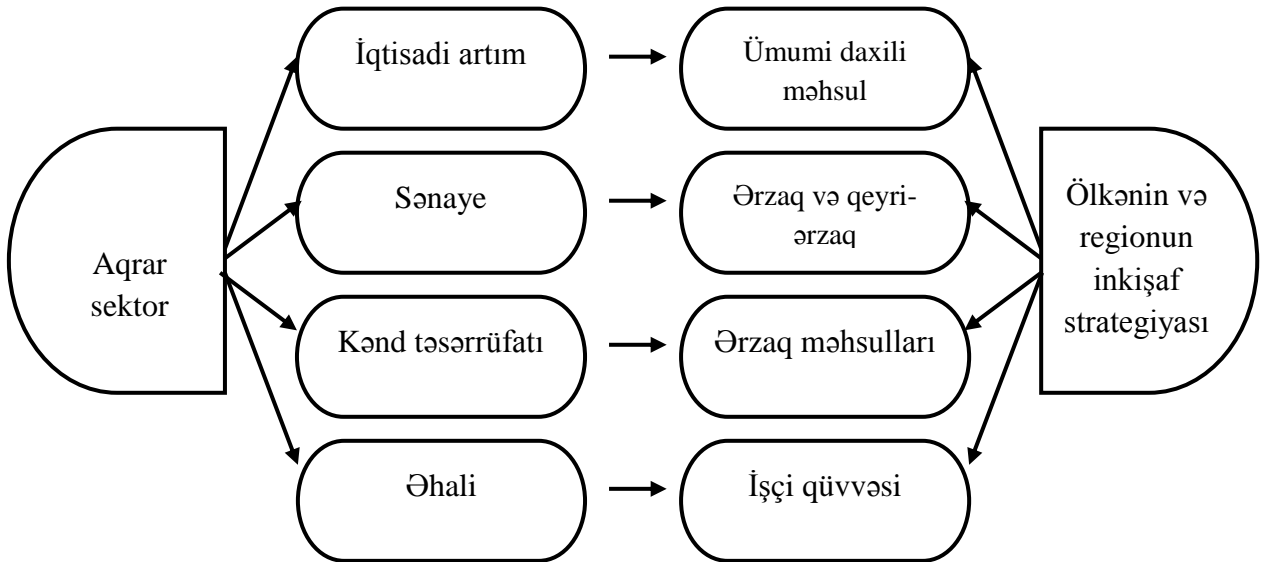 İqtisadi artım
Ümumi daxili
məhsul
Sənaye
Ərzaq və qeyri-
ərzaq
Aqrar
sektor
Ölkənin və
regionun
inkişaf
strategiyası
Kənd təsərrüfatı
Ərzaq məhsulları
Əhali
İşçi qüvvəsi